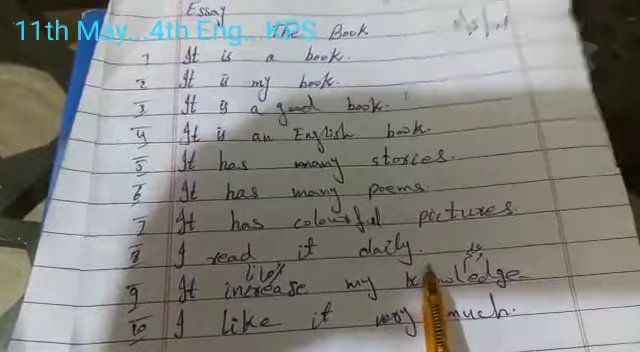 Essay
11th May...4th Eng...KPS
The Book
1 It is a book.
2 It is my book.
3 It is a good book.
4 It is an English book.
5 It has many stories.
6 It has many poems.
7 It has colourful pictures.
8 I read it daily.
9 It increase my knowledge
10 I like it very much.